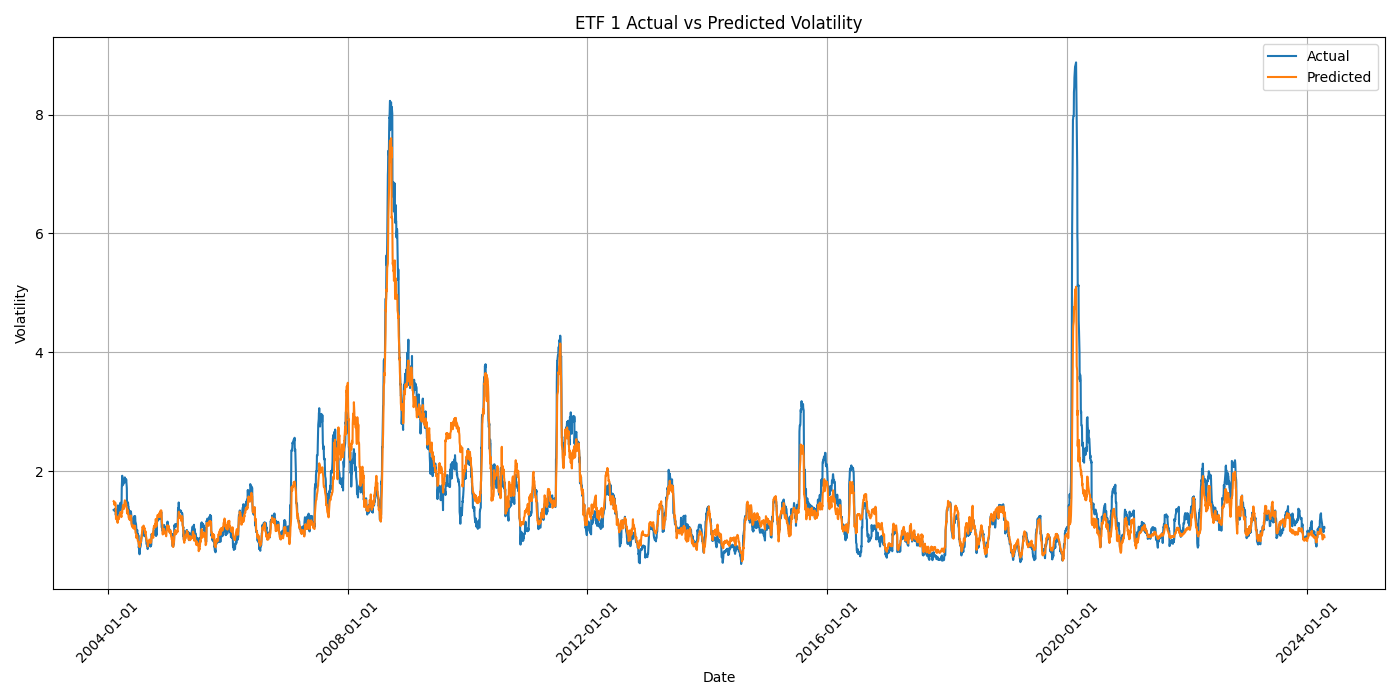 ETF 1 Actual vs Predicted Volatility
Actual
Predicted
Volatility
8
6
4
2
2004-01-01
2008-01-01
2012-01-01
2016-01-01
2020-01-01
2024-01-01
Date